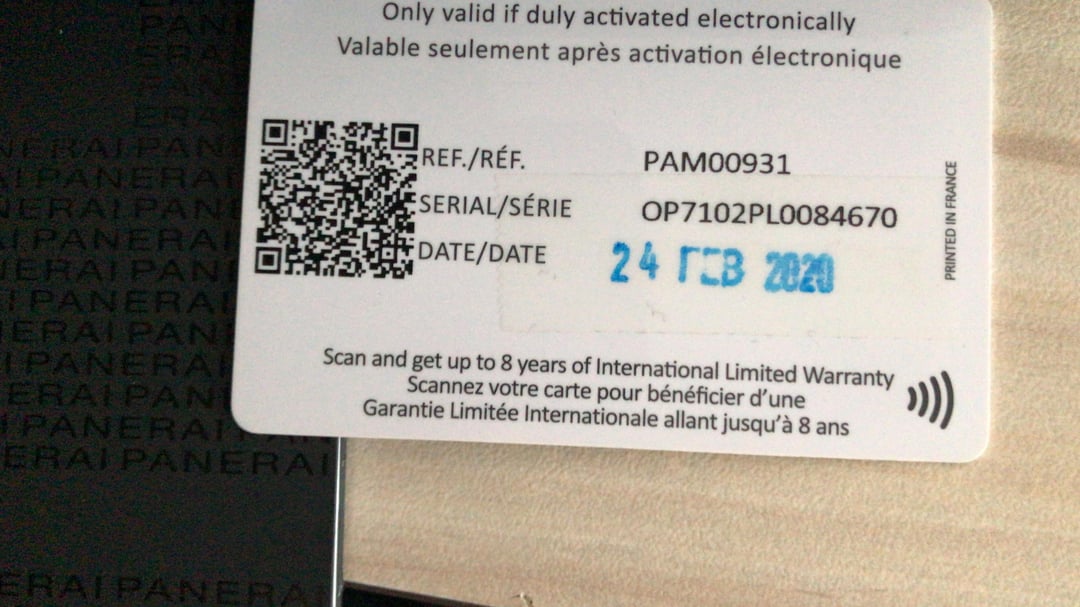 Only valid if duly activated electronically
Valable seulement après activation électronique
REF./RÉF. PAM00931
SERIAL/SÉRIE OP7102PL0084670
DATE/DATE 24 FEB 2020
PRINTED IN FRANCE
Scan and get up to 8 years of International Limited Warranty
Scannez votre carte pour bénéficier d'une
Garantie Limitée Internationale allant jusqu'à 8 ans
PANERAI PANERAI